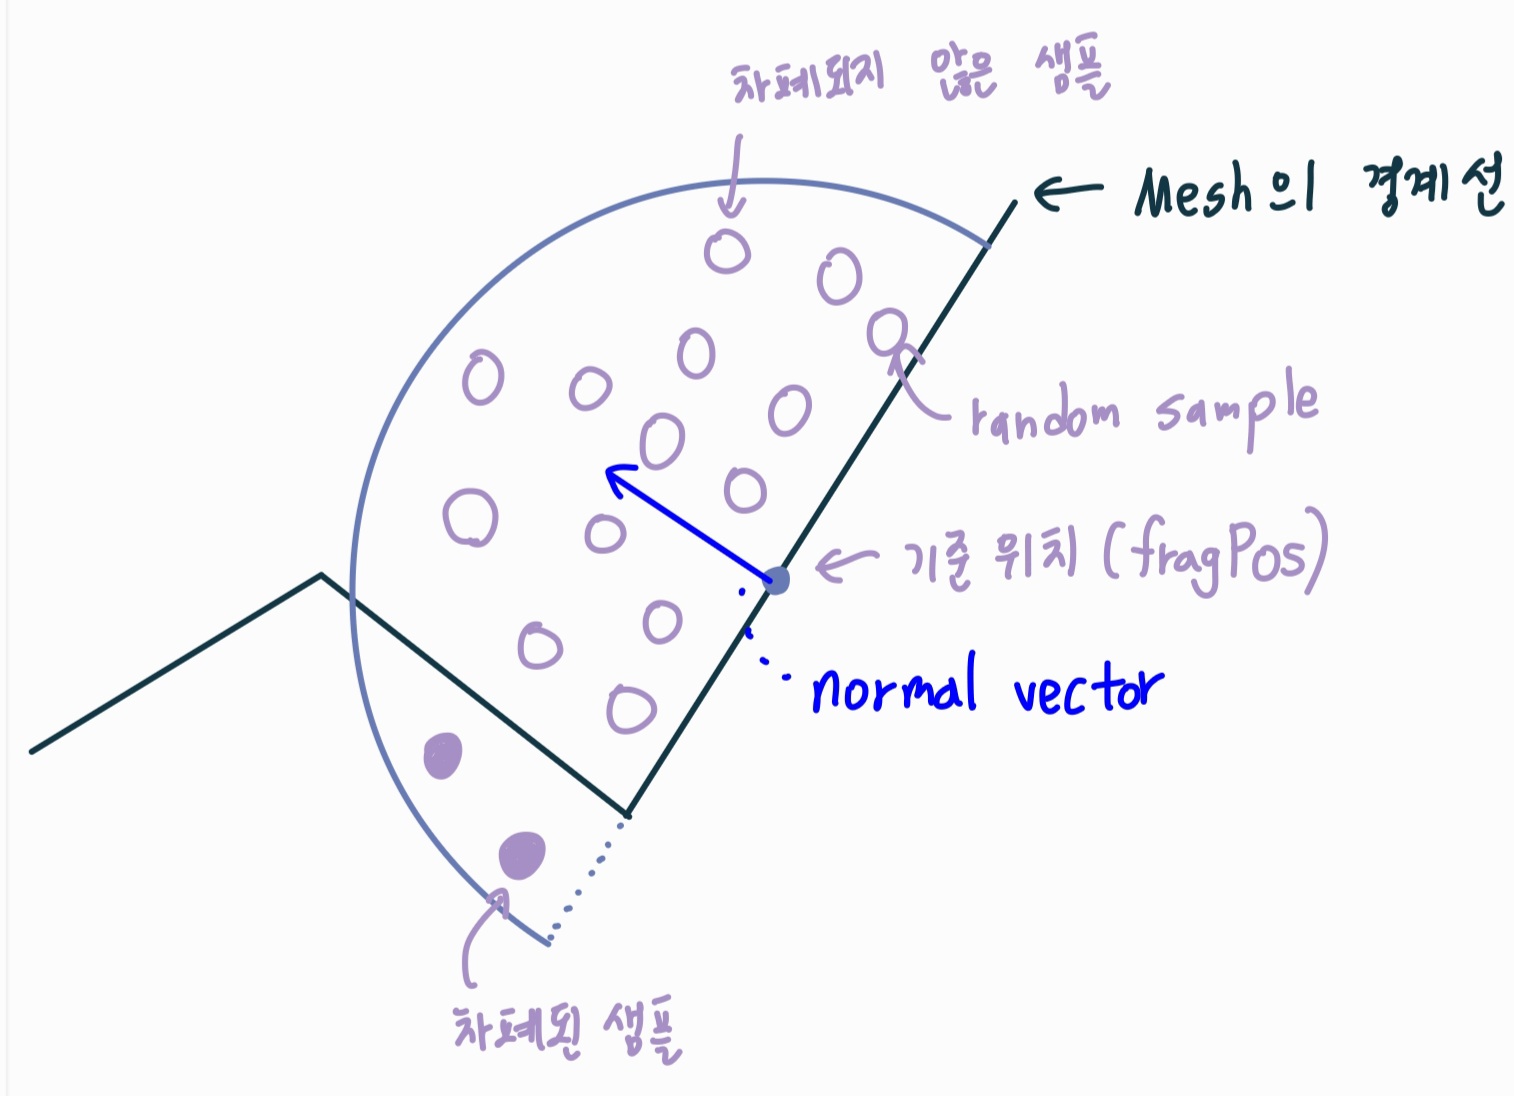 차폐되지 않은 샘플
Mesh의 경계선
random sample
기준 위치 (fragPos)
normal vector
차폐된 샘플